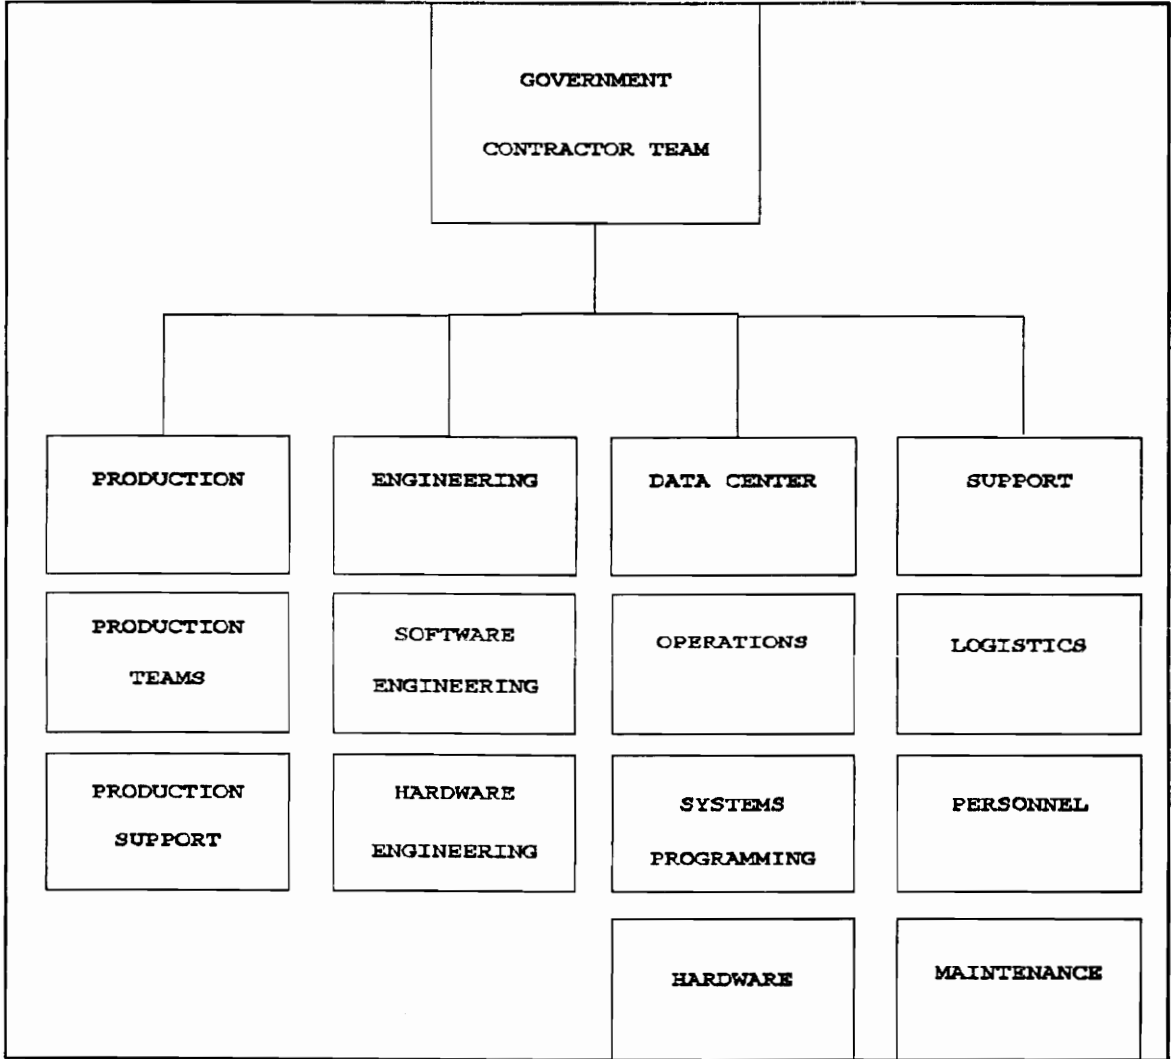 GOVERNMENT
CONTRACTOR TEAM
PRODUCTION
ENGINEERING
DATA CENTER
SUPPORT
PRODUCTION
TEAMS
SOFTWARE
ENGINEERING
OPERATIONS
LOGISTICS
PRODUCTION
SUPPORT
HARDWARE
ENGINEERING
SYSTEMS
PROGRAMMING
PERSONNEL
HARDWARE
MAINTENANCE